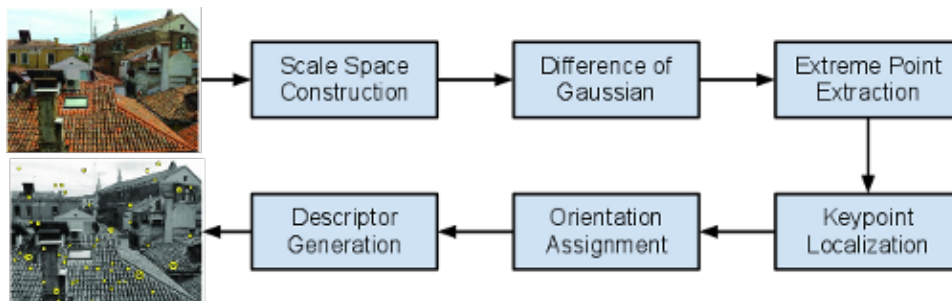 Scale Space
Construction
Difference of
Gaussian
Extreme Point
Extraction
Keypoint
Localization
Orientation
Assignment
Descriptor
Generation